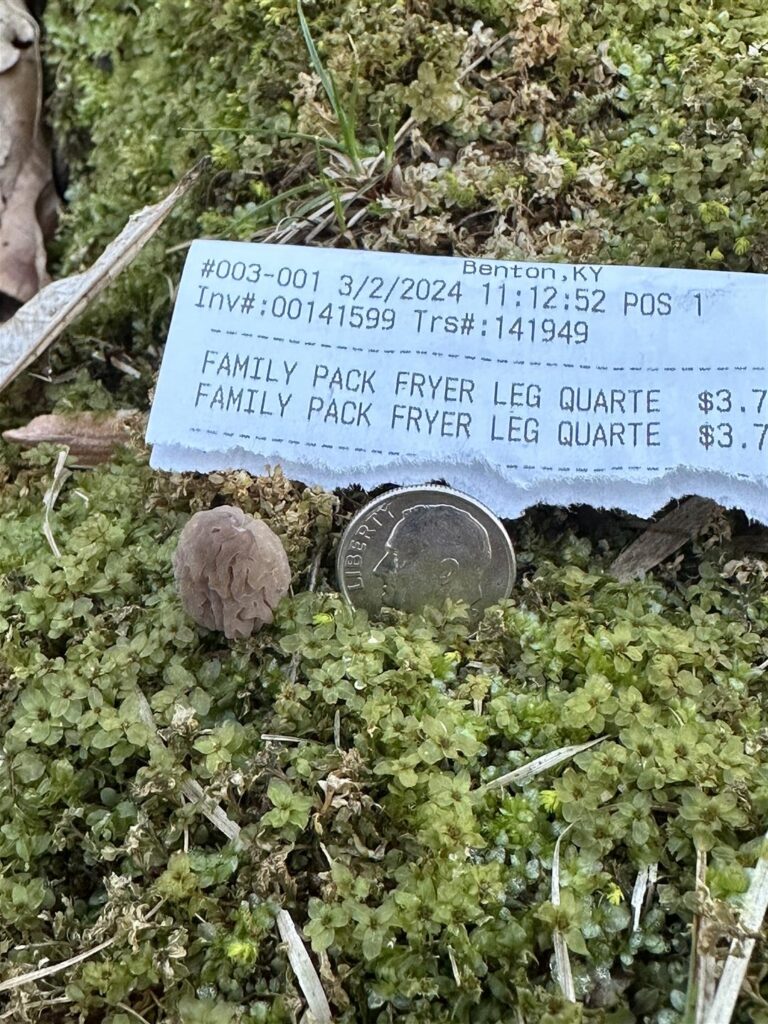 Benton,KY
#003-001 3/2/2024 11:12:52 POS 1
Inv#:00141599 Trs#:141949
FAMILY PACK FRYER LEG QUARTE $3.7
FAMILY PACK FRYER LEG QUARTE $3.7
LIBERTY